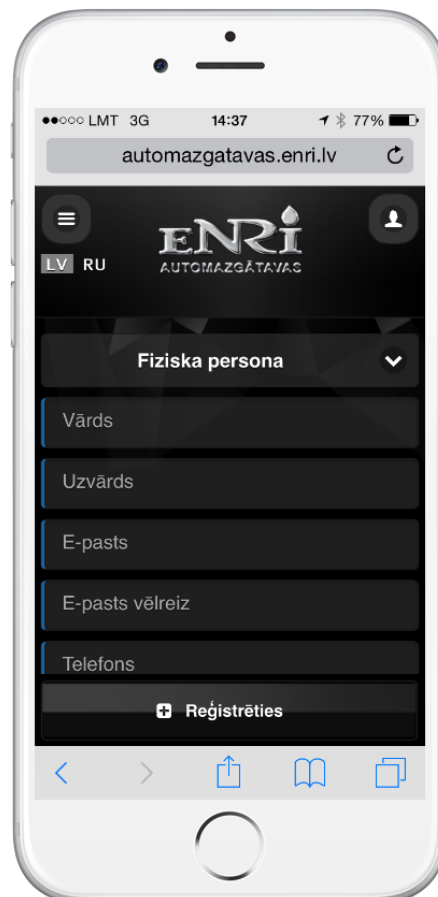 LMT 3G 14:37 77%
automazgatavas.enri.lv
ENRi
AUTOMAZGĀTAVAS
LV RU
Fiziska persona
Vārds
Uzvārds
E-pasts
E-pasts vēlreiz
Telefons
Reģistrēties